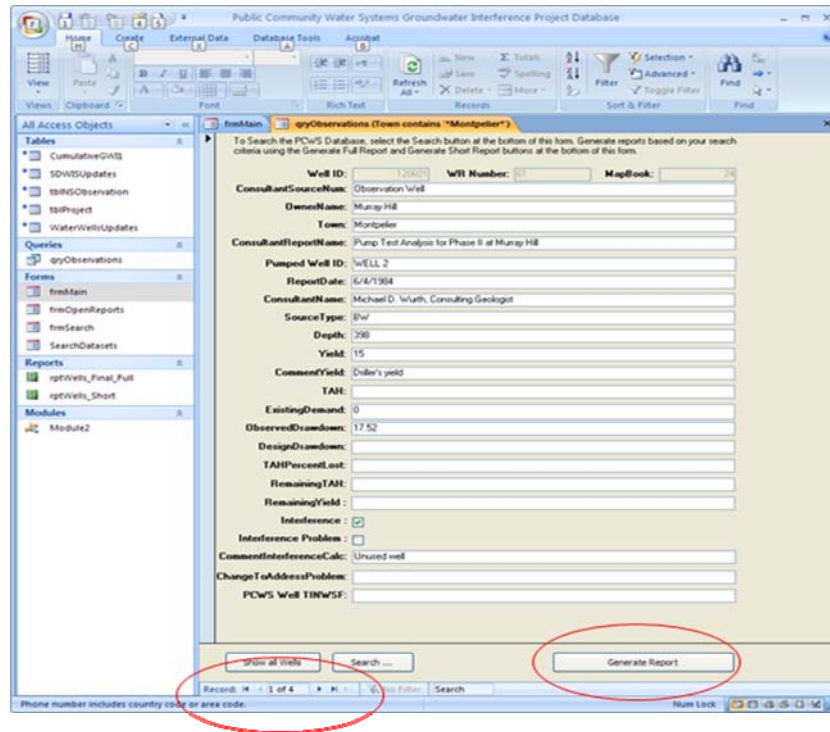 Public Community Water Systems Groundwater Interference Project Database
1 2 3 4 5
Home Create External Data Database Tools Acrobat
H C X A B
View Paste B I U Refresh All New Save Delete Totals Spelling More Filter Selection Advanced Toggle Filter Find
Views Clipboard Font Rich Text Records Sort & Filter Find
All Access Objects
Tables
CumulativeGWI1
SDWISUpdates
tblNSObservation
tblProject
WaterWellsUpdates
Queries
qryObservations
Forms
frmMain
frmOpenReports
frmSearch
SearchDatasets
Reports
rptWells_Final_Full
rptWells_Short
Modules
Module2
frmMain qryObservations (Town contains '*Montpelier*')
To Search the PCWS Database, select the Search button at the bottom of this form. Generate reports based on your search
criteria using the Generate Full Report and Generate Short Report buttons at the bottom of this form.
Well ID: WR Number: 61 MapBook: 24
ConsultantSourceNum: Observation Well
OwnerName: Murray Hill
Town: Montpelier
ConsultantReportName: Pump Test Analysis for Phase II at Murray Hill
Pumped Well ID: WELL 2
ReportDate: 6/4/1984
ConsultantName: Michael D. Wurth, Consulting Geologist
SourceType: BW
Depth: 398
Yield: 15
CommentYield: Driller's yield
TAH:
ExistingDemand: 0
ObservedDrawdown: 17.52
DesignDrawdown:
TAHPercentLost:
RemainingTAH:
RemainingYield :
Interference :
Interference Problem :
CommentInterferenceCalc: Unused well
ChangeToAddressProblem:
PCWS Well TINWSF:
Show all Wells Search .... Generate Report
Record: 1 of 4 No Filter Search
Phone number includes country code or area code. Num Lock